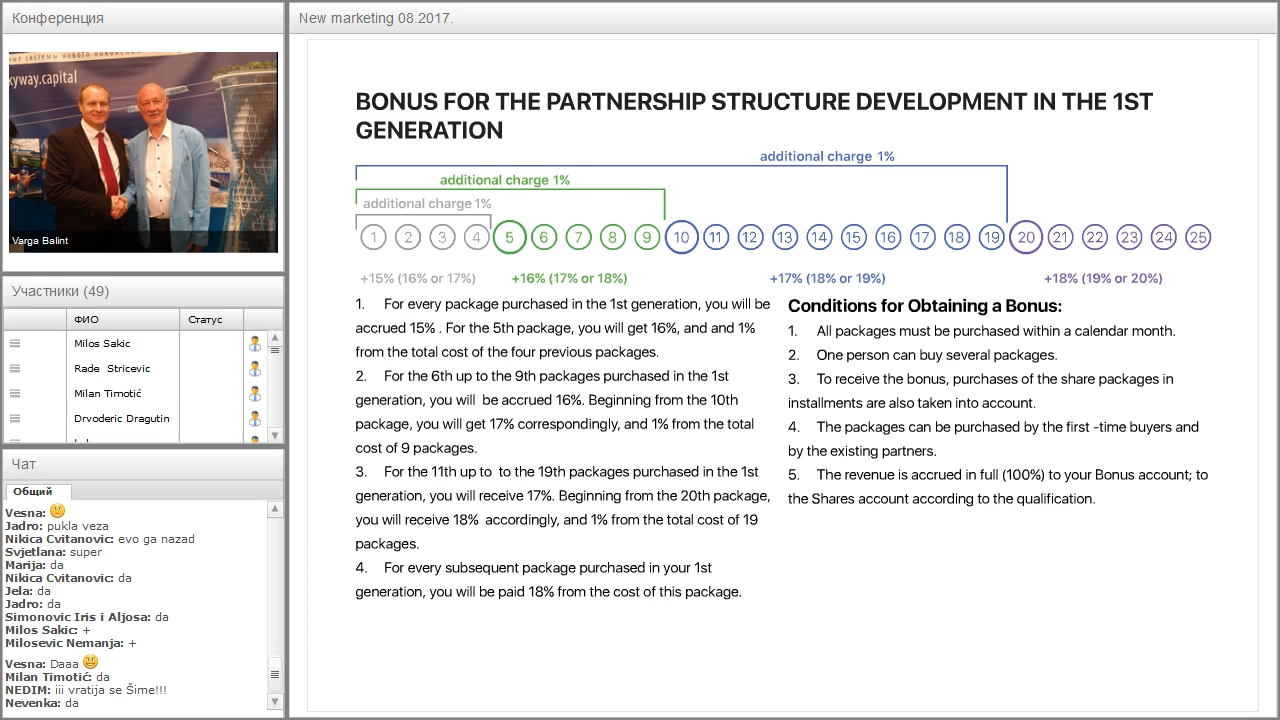 Конференция
ные системы нового поколения
kyway.capital
Varga Balint
Участники (49)
ФИО Статус
Milos Sakic
Rade Stricevic
Milan Timotić
Drvoderic Dragutin
Чат
Общий
Vesna:
Jadro: pukla veza
Nikica Cvitanovic: evo ga nazad
Svjetlana: super
Marija: da
Nikica Cvitanovic: da
Jela: da
Jadro: da
Simonovic Iris i Aljosa: da
Milos Sakic: +
Milosevic Nemanja: +
Vesna: Daaa
Milan Timotić: da
NEDIM: iii vratija se Šime!!!
Nevenka: da
New marketing 08.2017.
BONUS FOR THE PARTNERSHIP STRUCTURE DEVELOPMENT IN THE 1ST
GENERATION
additional charge 1%
additional charge 1%
additional charge 1%
1 2 3 4 5 6 7 8 9 10 11 12 13 14 15 16 17 18 19 20 21 22 23 24 25
+15% (16% or 17%) +16% (17% or 18%) +17% (18% or 19%) +18% (19% or 20%)
1. For every package purchased in the 1st generation, you will be
accrued 15% . For the 5th package, you will get 16%, and and 1%
from the total cost of the four previous packages.
2. For the 6th up to the 9th packages purchased in the 1st
generation, you will be accrued 16%. Beginning from the 10th
package, you will get 17% correspondingly, and 1% from the total
cost of 9 packages.
3. For the 11th up to to the 19th packages purchased in the 1st
generation, you will receive 17%. Beginning from the 20th package,
you will receive 18% accordingly, and 1% from the total cost of 19
packages.
4. For every subsequent package purchased in your 1st
generation, you will be paid 18% from the cost of this package.
Conditions for Obtaining a Bonus:
1. All packages must be purchased within a calendar month.
2. One person can buy several packages.
3. To receive the bonus, purchases of the share packages in
installments are also taken into account.
4. The packages can be purchased by the first -time buyers and
by the existing partners.
5. The revenue is accrued in full (100%) to your Bonus account; to
the Shares account according to the qualification.